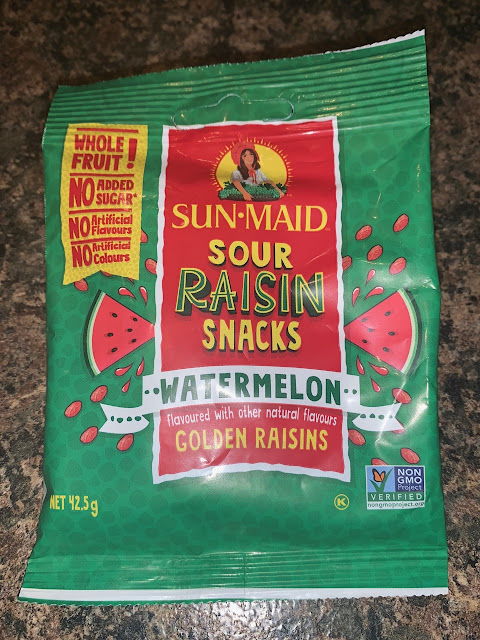 WHOLE
FRUIT!
NO ADDED
SUGAR*
NO Artificial
Flavours
NO Artificial
Colours
SUN•MAID
SOUR
RAISIN
SNACKS
WATERMELON
flavoured with other natural flavours
GOLDEN RAISINS
NET 42.5g
K
NON
GMO
Project
VERIFIED
nongmoproject.org